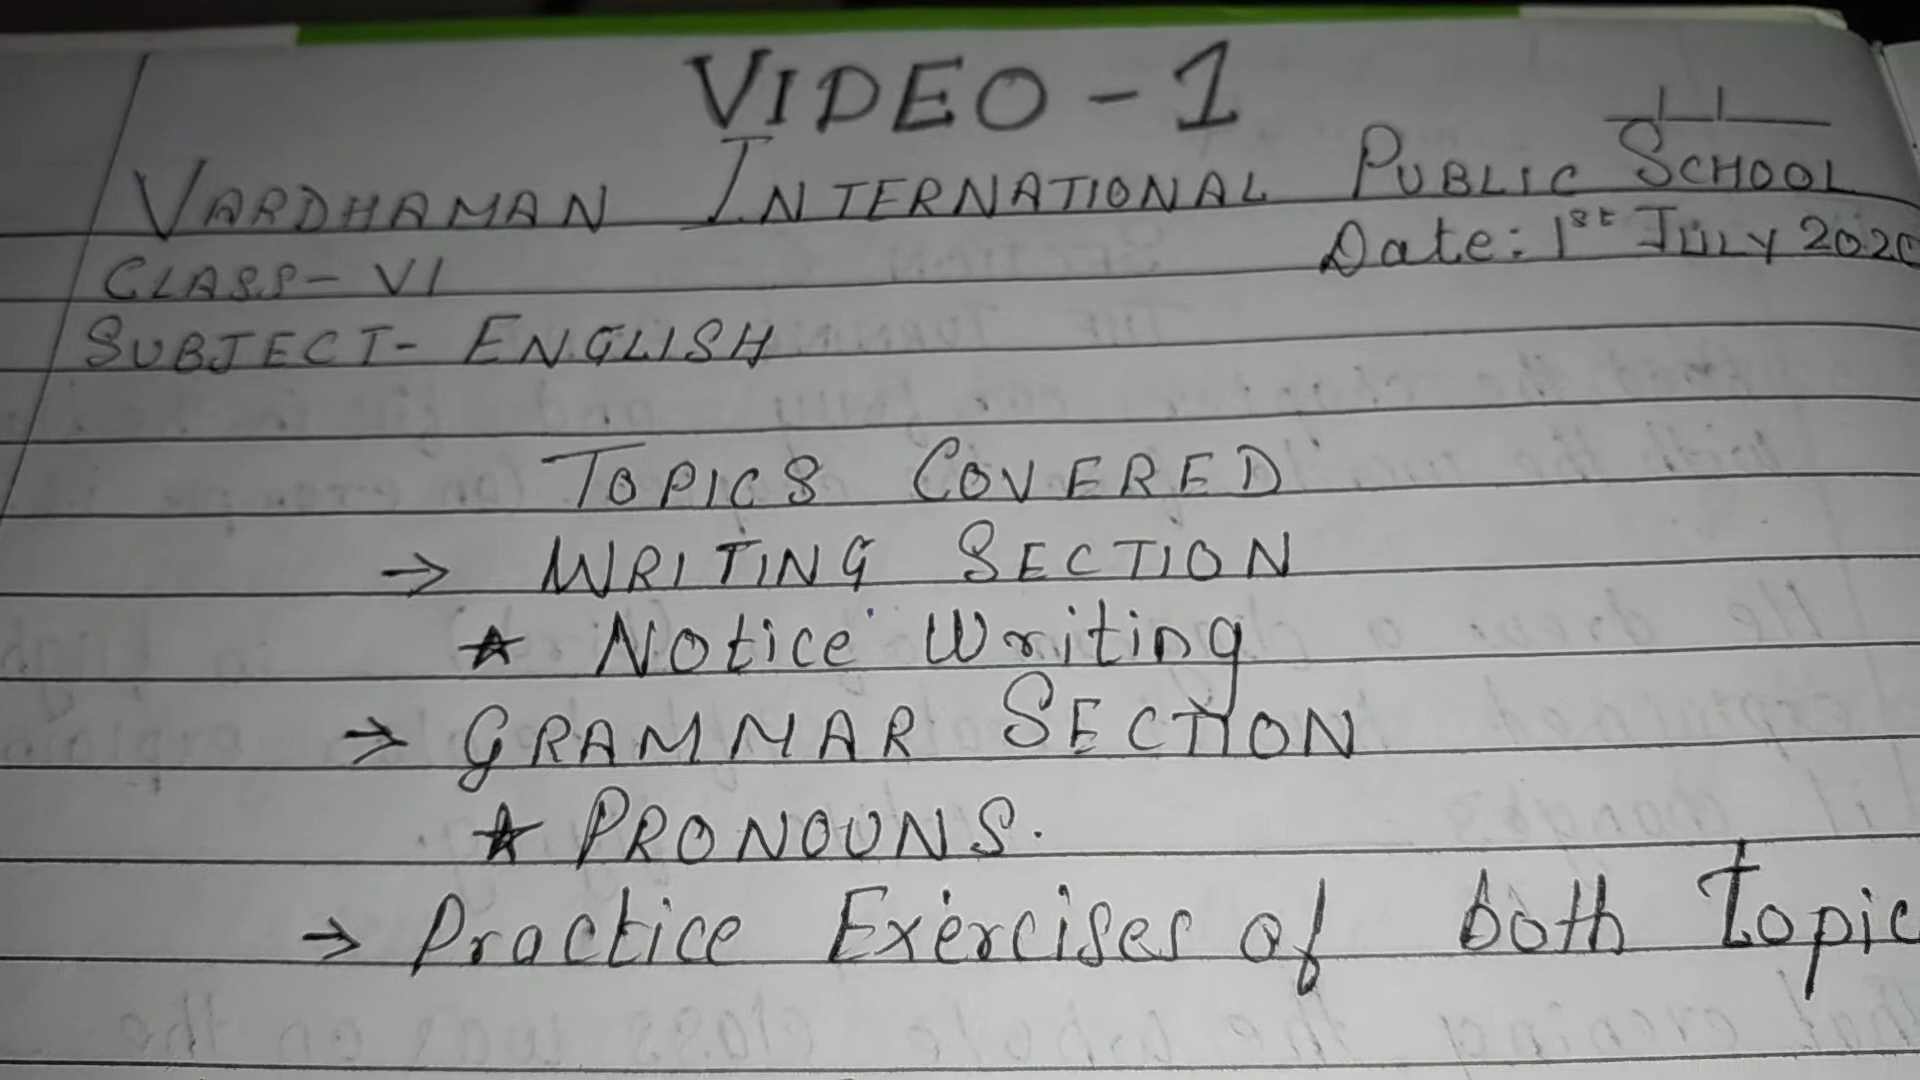 VIDEO - 1
VARDHAMAN INTERNATIONAL PUBLIC SCHOOL
Date: 1st JULY 2020
CLASS - VI
SUBJECT - ENGLISH
TOPICS COVERED
→ WRITING SECTION
★ Notice Writing
→ GRAMMAR SECTION
★ PRONOUNS.
→ Practice Exercises of both Topic